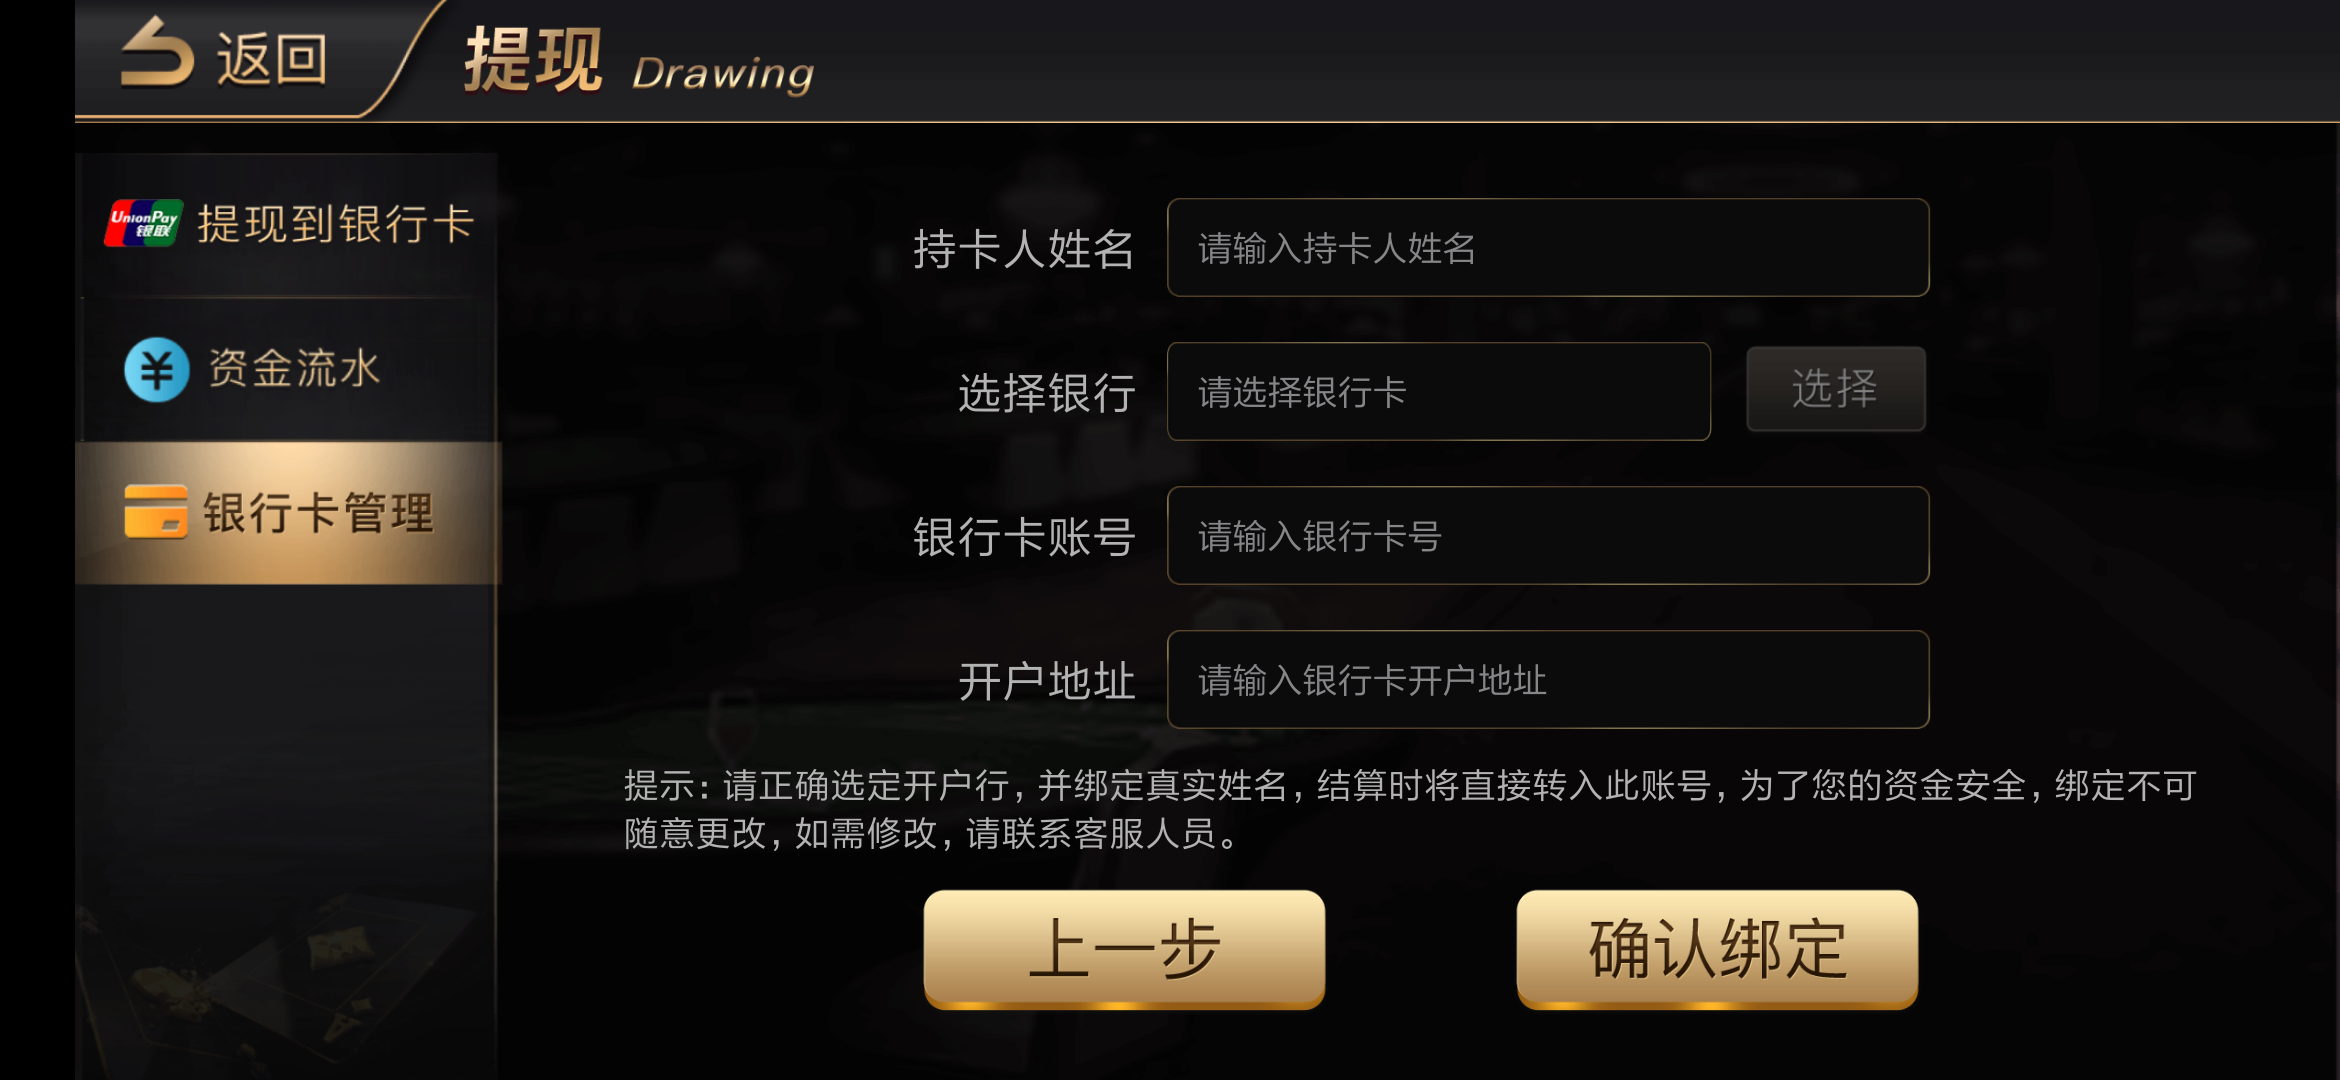 返回
提现 Drawing
UnionPay
银联
提现到银行卡
资金流水
银行卡管理
持卡人姓名 请输入持卡人姓名
选择银行 请选择银行卡 选择
银行卡账号 请输入银行卡号
开户地址 请输入银行卡开户地址
提示：请正确选定开户行，并绑定真实姓名，结算时将直接转入此账号，为了您的资金安全，绑定不可
随意更改，如需修改，请联系客服人员。
上一步 确认绑定